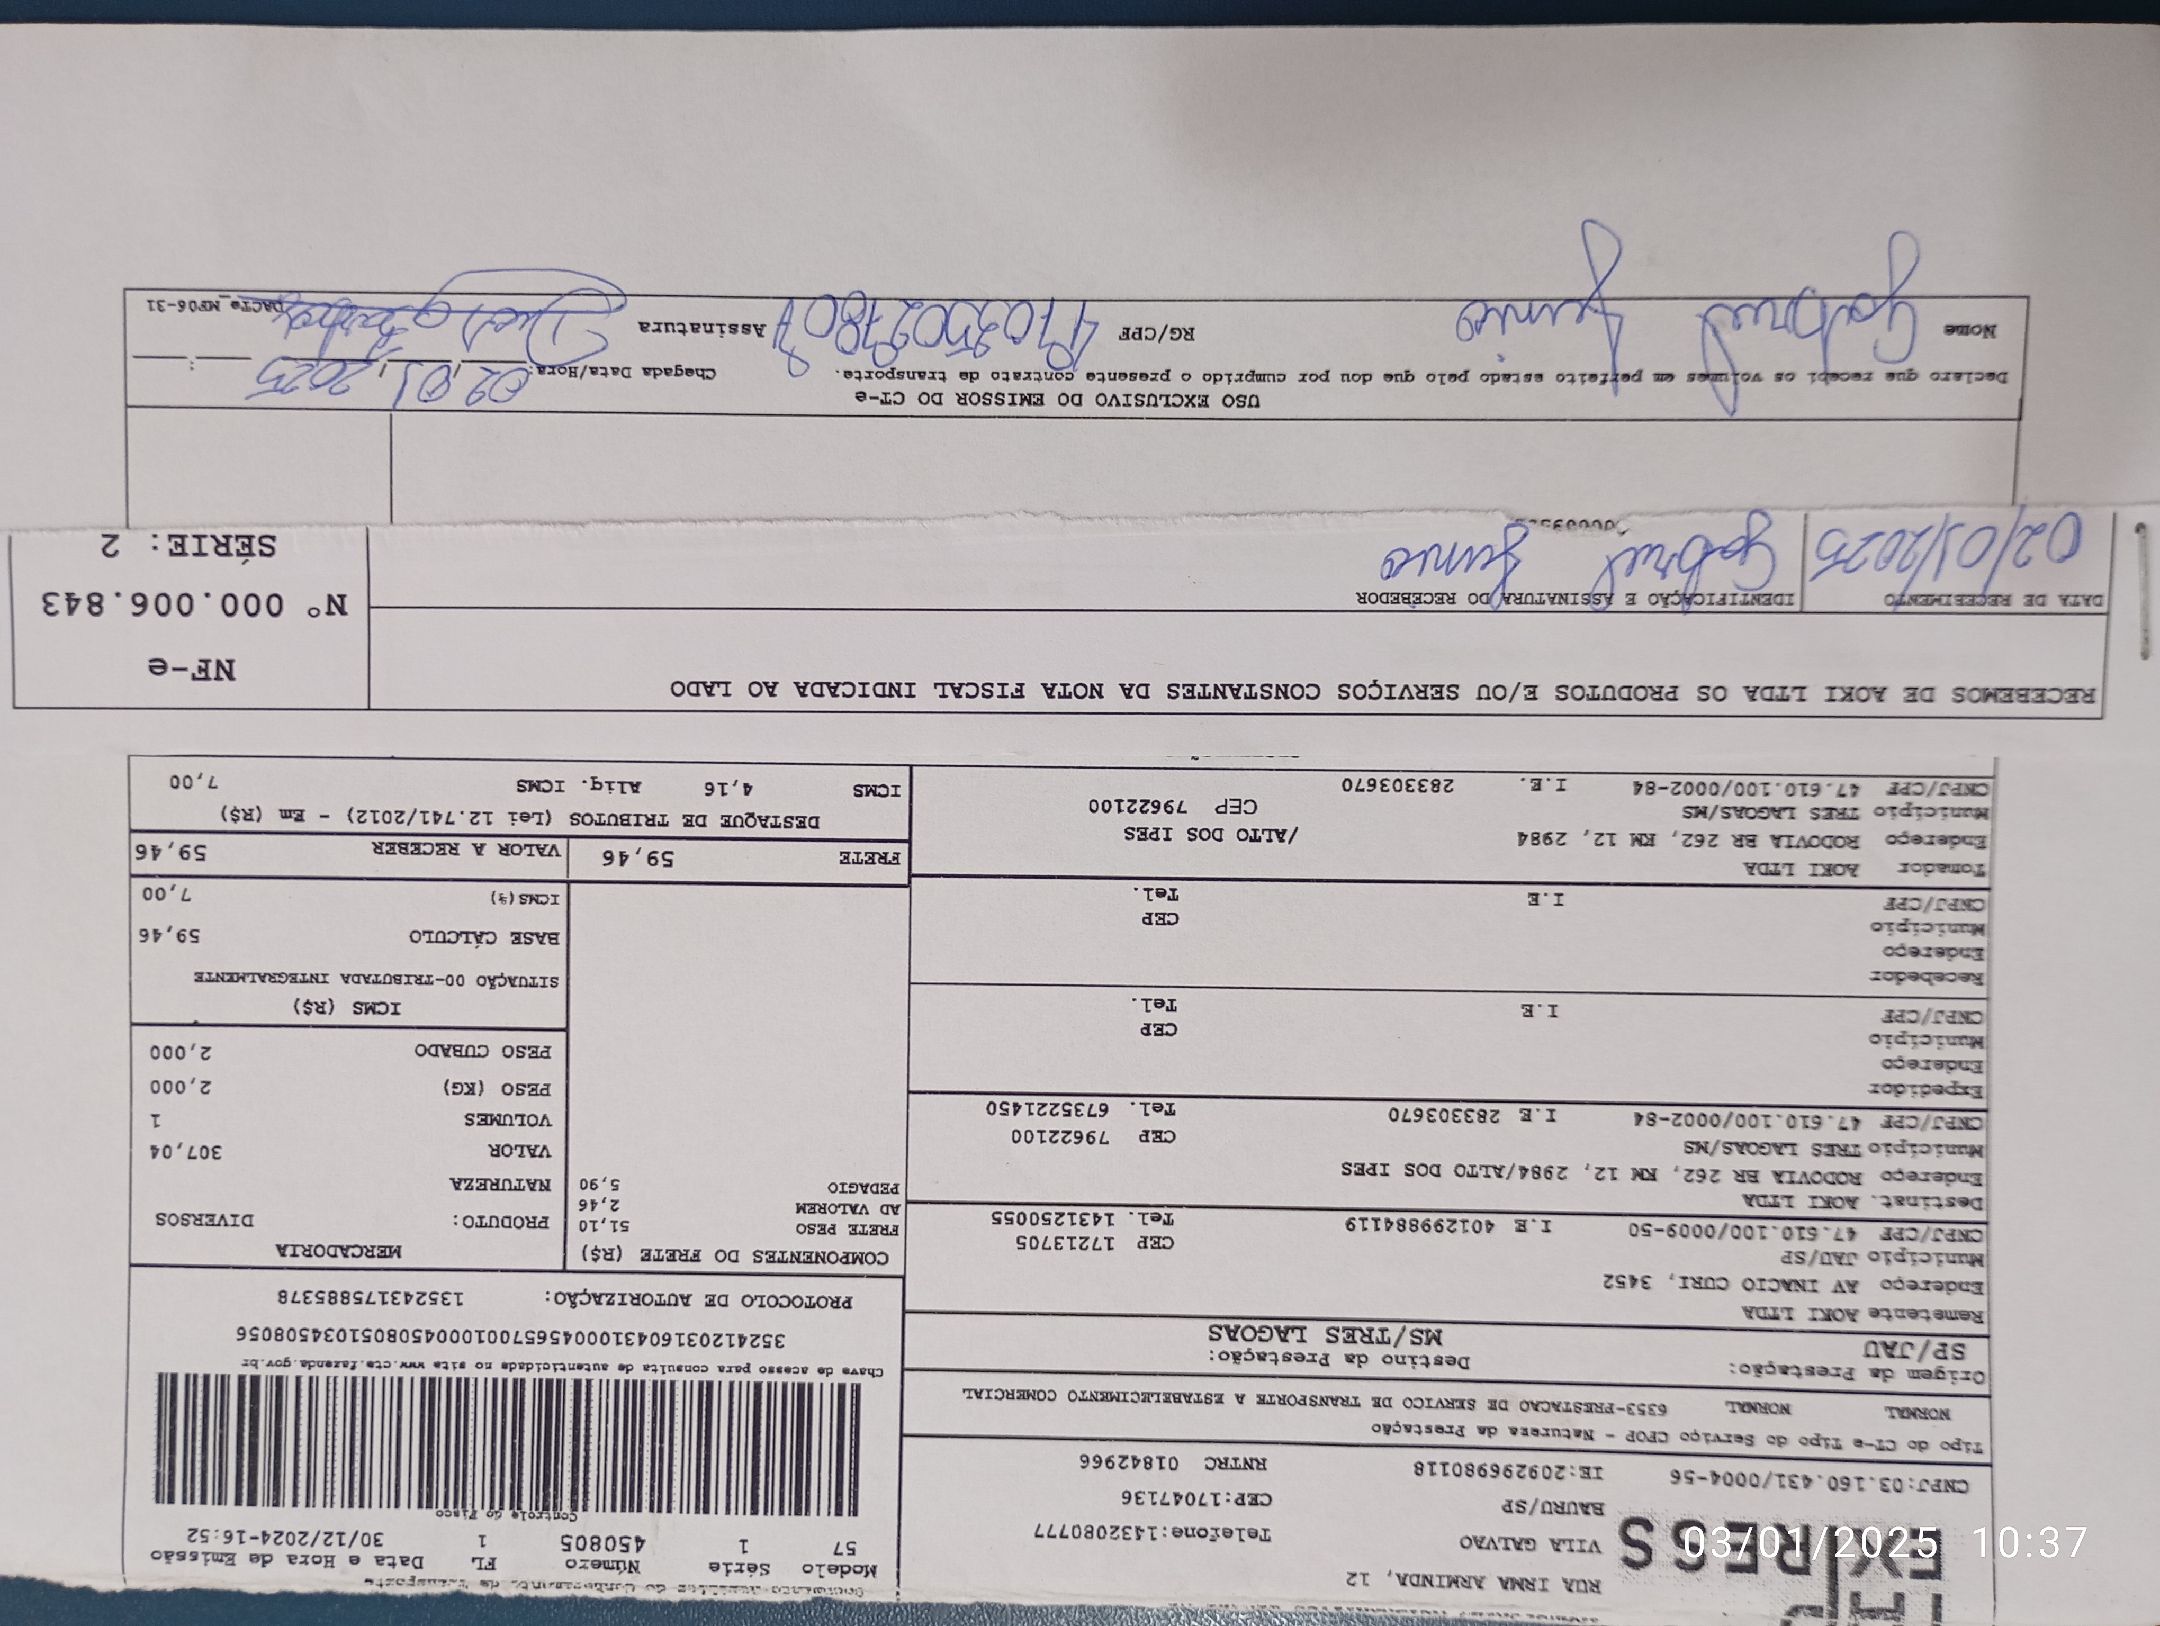 EXPRESS
RUA IRMA ARMINDA, 12
VILA GALVAO
BAURU/SP
Telefone:1432080777
CEP:17047136
CNPJ:03.160.431/0004-56 IE:209296980118 RNTRC 01842966
Modelo Série Número FL Data e Hora de Emissão
57 1 450805 1 30/12/2024-16:52
Controle do Fisco
Chave de acesso para consulta de autenticidade no site www.cte.fazenda.gov.br
35241203160431000456570010004508051034508056
PROTOCOLO DE AUTORIZAÇÃO: 135243175885378
Tipo do CT-e Tipo do Serviço CFOP - Natureza da Prestação
NORMAL NORMAL 6353-PRESTACAO DE SERVICO DE TRANSPORTE A ESTABELECIMENTO COMERCIAL
Origem da Prestação: Destino da Prestação:
SP/JAU MS/TRES LAGOAS
Remetente AOKI LTDA
Endereço AV INACIO CURI, 3452
Município JAU/SP CEP 17213705
CNPJ/CPF 47.610.100/0009-50 I.E 401299884119 Tel. 1431250055
Destinat. AOKI LTDA
Endereço RODOVIA BR 262, KM 12, 2984/ALTO DOS IPES
Município TRES LAGOAS/MS CEP 79622100
CNPJ/CPF 47.610.100/0002-84 I.E 283303670 Tel. 6735221450
Expedidor
Endereço
Município CEP
CNPJ/CPF I.E Tel.
Recebedor
Endereço
Município CEP
CNPJ/CPF I.E Tel.
Tomador AOKI LTDA
Endereço RODOVIA BR 262, KM 12, 2984 /ALTO DOS IPES
Município TRES LAGOAS/MS CEP 79622100
CNPJ/CPF 47.610.100/0002-84 I.E. 283303670
COMPONENTES DO FRETE (R$)
FRETE PESO 51,10
AD VALOREM 2,46
PEDAGIO 5,90
MERCADORIA
PRODUTO: DIVERSOS
NATUREZA
VALOR 307,04
VOLUMES 1
PESO (KG) 2,000
PESO CUBADO 2,000
ICMS (R$)
SITUAÇÃO 00-TRIBUTADA INTEGRALMENTE
BASE CÁLCULO 59,46
ICMS(%) 7,00
FRETE 59,46 VALOR A RECEBER 59,46
DESTAQUE DE TRIBUTOS (Lei 12.741/2012) - Em (R$)
ICMS 4,16 Aliq. ICMS 7,00
RECEBEMOS DE AOKI LTDA OS PRODUTOS E/OU SERVIÇOS CONSTANTES DA NOTA FISCAL INDICADA AO LADO
NF-e
Nº 000.006.843
SÉRIE: 2
DATA DE RECEBIMENTO IDENTIFICAÇÃO E ASSINATURA DO RECEBEDOR
02/01/2025 Gabriel Junio
USO EXCLUSIVO DO EMISSOR DO CT-e
Declaro que recebi os volumes em perfeito estado pelo que dou por cumprido o presente contrato de transporte. Chegada Data/Hora: 02/01/2025
Nome Gabriel Junio RG/CPF Assinatura
DACTe_MF06-31
03/01/2025 10:37